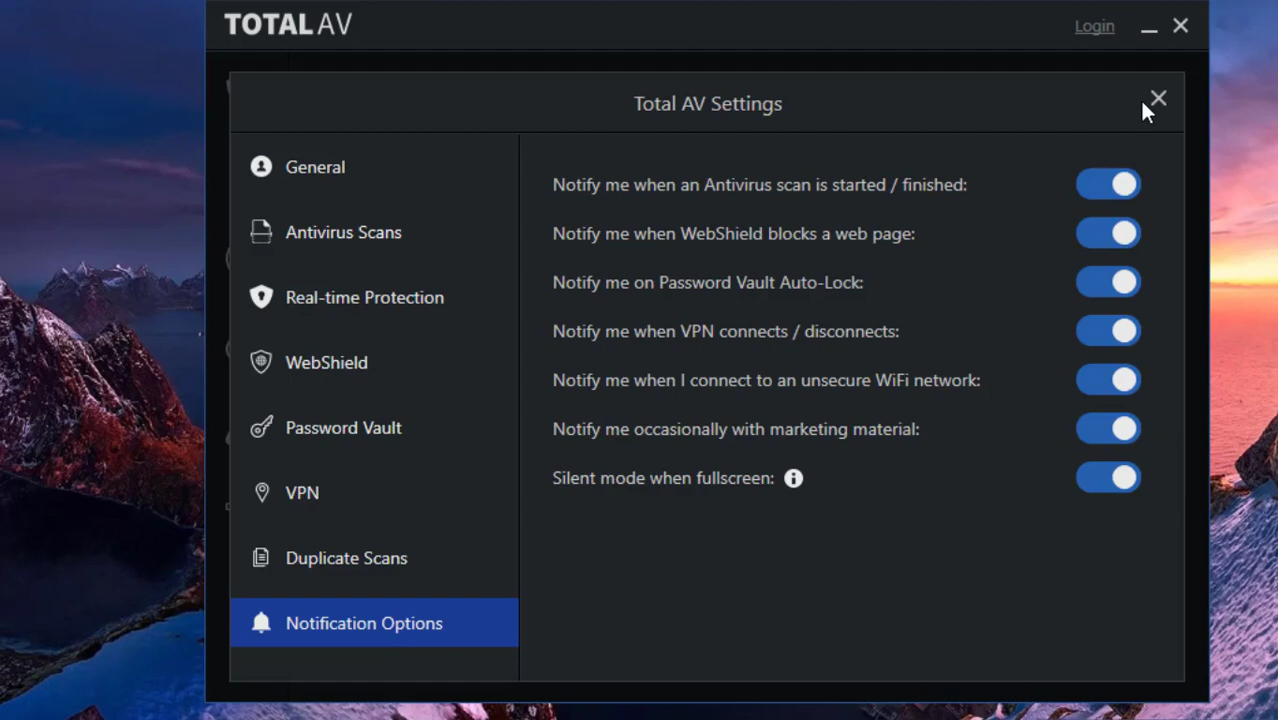 TOTAL AV
Login
Total AV Settings
General
Antivirus Scans
Real-time Protection
WebShield
Password Vault
VPN
Duplicate Scans
Notification Options
Notify me when an Antivirus scan is started / finished:
Notify me when WebShield blocks a web page:
Notify me on Password Vault Auto-Lock:
Notify me when VPN connects / disconnects:
Notify me when I connect to an unsecure WiFi network:
Notify me occasionally with marketing material:
Silent mode when fullscreen: